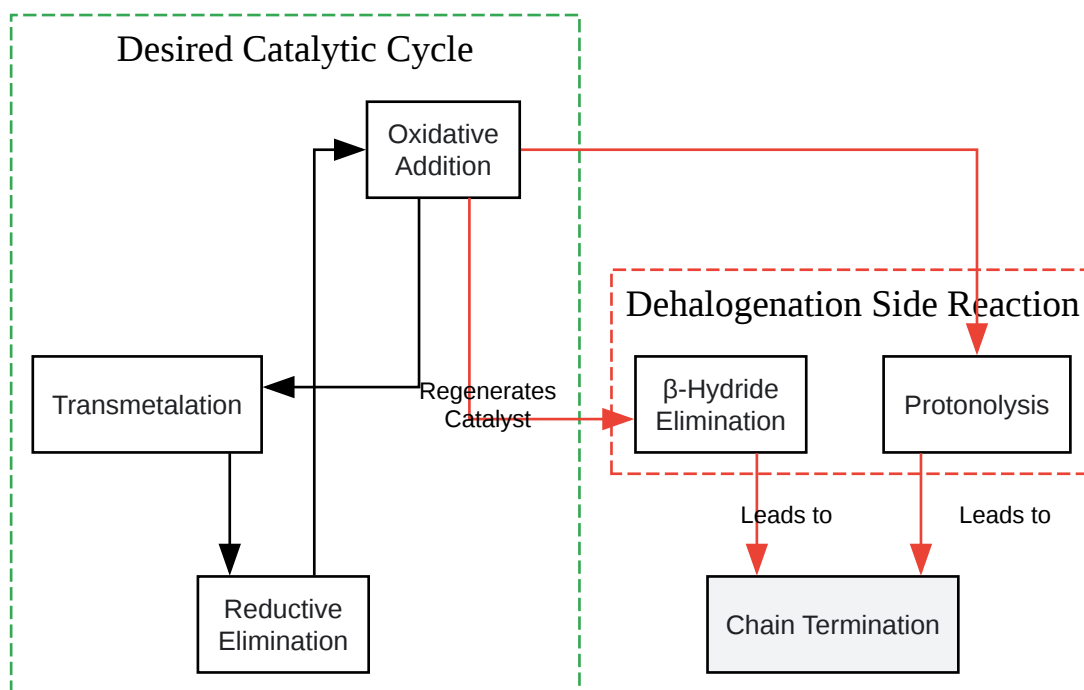 Desired Catalytic Cycle
Oxidative
Addition
Dehalogenation Side Reaction
Transmetalation
Regenerates
Catalyst
β-Hydride
Elimination
Protonolysis
Leads to
Leads to
Reductive
Elimination
Chain Termination